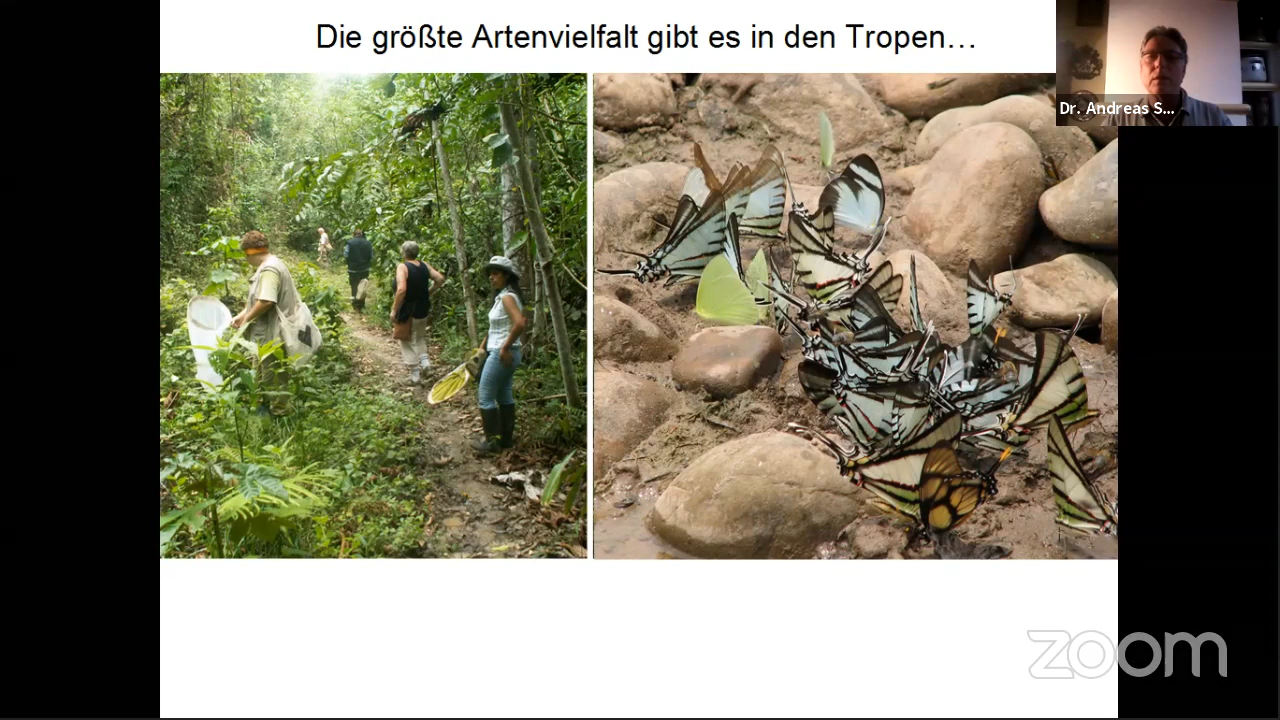 Die größte Artenvielfalt gibt es in den Tropen…
Dr. Andreas S...
zoom